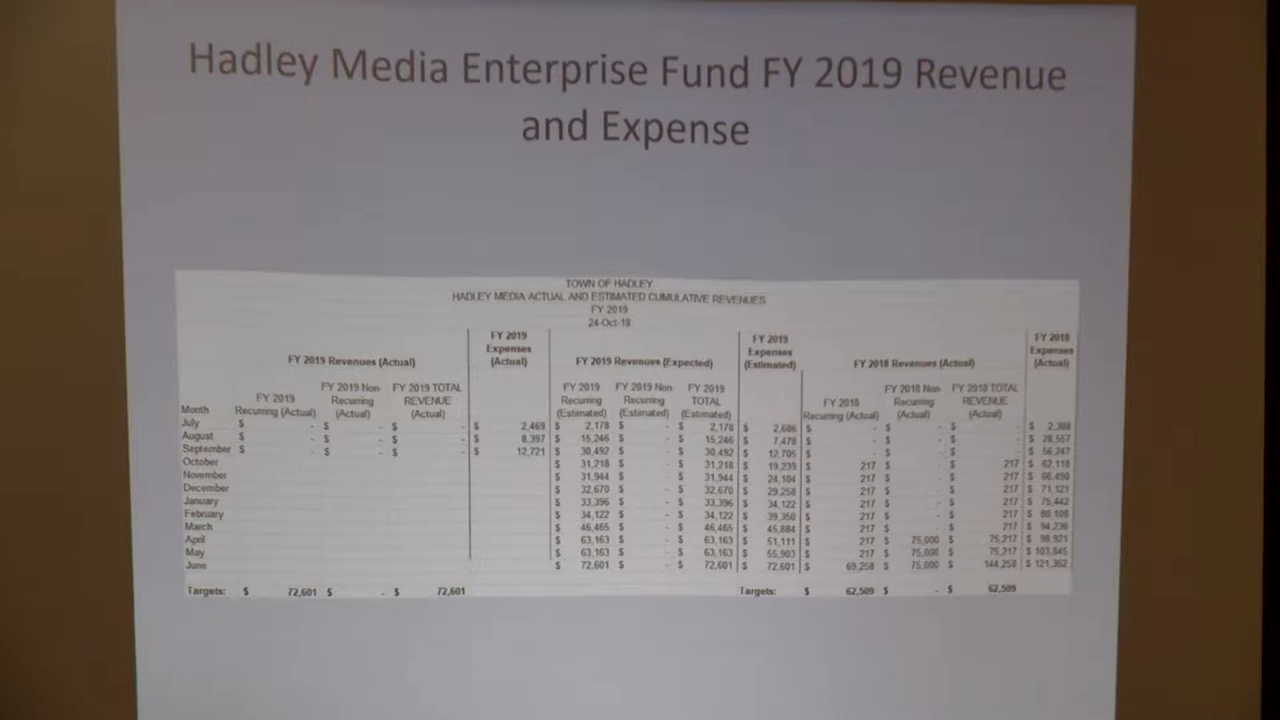 Hadley Media Enterprise Fund FY 2019 Revenue
and Expense
TOWN OF HADLEY
HADLEY MEDIA ACTUAL AND ESTIMATED CUMULATIVE REVENUES
FY 2019
24-Oct-18
FY 2019 Revenues (Actual) FY 2019 Expenses (Actual) FY 2019 Revenues (Expected) FY 2019 Expenses (Estimated) FY 2018 Revenues (Actual) FY 2018 Expenses (Actual)
Month FY 2019 Recurring (Actual) FY 2019 Non-Recurring (Actual) FY 2019 TOTAL REVENUE (Actual) FY 2019 Recurring (Estimated) FY 2019 Non Recurring (Estimated) FY 2019 TOTAL (Estimated) FY 2018 Recurring (Actual) FY 2018 Non Recurring (Actual) FY 2018 TOTAL REVENUE (Actual)
July $ - $ - $ - $ 2,469 $ 2,178 $ - $ 2,178 $ 2,686 $ - $ - $ - $
August $ - $ - $ - $ 8,397 $ 15,246 $ - $ 15,246 $ 7,478 $ - $ - $ - $ 28,557
September $ - $ - $ - $ 12,721 $ 30,492 $ - $ 30,492 $ 12,705 $ - $ - $ - $ 56,247
October $ 31,218 $ - $ 31,218 $ 19,239 $ 217 $ - $ 217 $ 62,118
November $ 31,944 $ - $ 31,944 $ 24,104 $ 217 $ - $ 217 $ 66,490
December $ 32,670 $ - $ 32,670 $ 29,258 $ 217 $ - $ 217 $ 71,121
January $ 33,396 $ - $ 33,396 $ 34,122 $ 217 $ - $ 217 $ 75,442
February $ 34,122 $ - $ 34,122 $ 39,350 $ 217 $ - $ 217 $
March $ 46,465 $ - $ 46,465 $ 45,884 $ 217 $ - $ 217 $ 94,236
April $ 63,163 $ - $ 63,163 $ 51,111 $ 217 $ 75,000 $ 75,217 $ 98,921
May $ 63,163 $ - $ 63,163 $ 55,903 $ 217 $ 75,000 $ 75,217 $ 103,845
June $ 72,601 $ - $ 72,601 $ 72,601 $ 69,258 $ 75,000 $ 144,258 $ 121,362
Targets: $ 72,601 $ - $ 72,601 Targets: $ 62,509 $ - $ 62,509